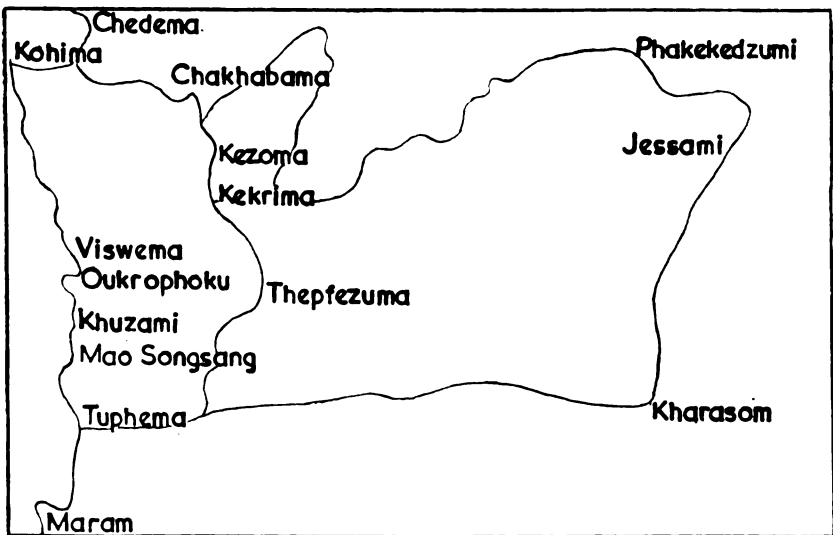 Chedema.
Kohima
Phakekedzumi
Chakhabama
Jessami
Kezoma
Kekrima
Viswema
Oukrophoku
Thepfezuma
Khuzami
Mao Songsang
Tuphema
Kharasom
Maram